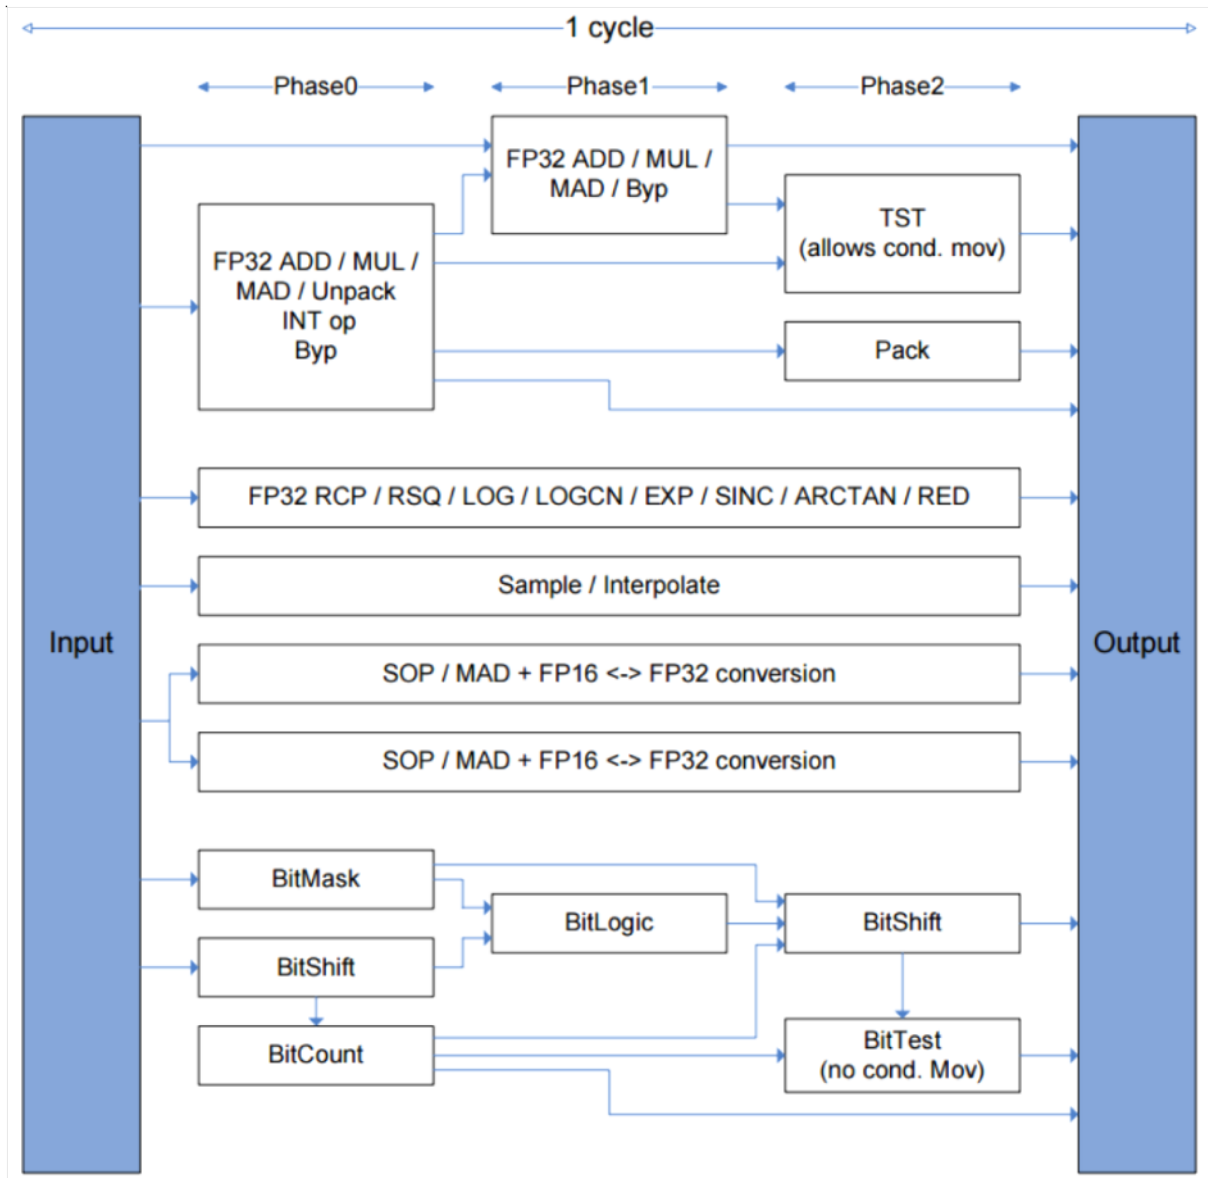 1 cycle
Phase0
Phase1
Phase2
FP32 ADD / MUL /
MAD / Byp
TST
(allows cond. mov)
FP32 ADD / MUL /
MAD / Unpack
INT op
Byp
Pack
FP32 RCP / RSQ / LOG / LOGCN / EXP / SINC / ARCTAN / RED
Sample / Interpolate
Input
Output
SOP / MAD + FP16 <-> FP32 conversion
SOP / MAD + FP16 <-> FP32 conversion
BitMask
BitLogic
BitShift
BitShift
BitCount
BitTest
(no cond. Mov)